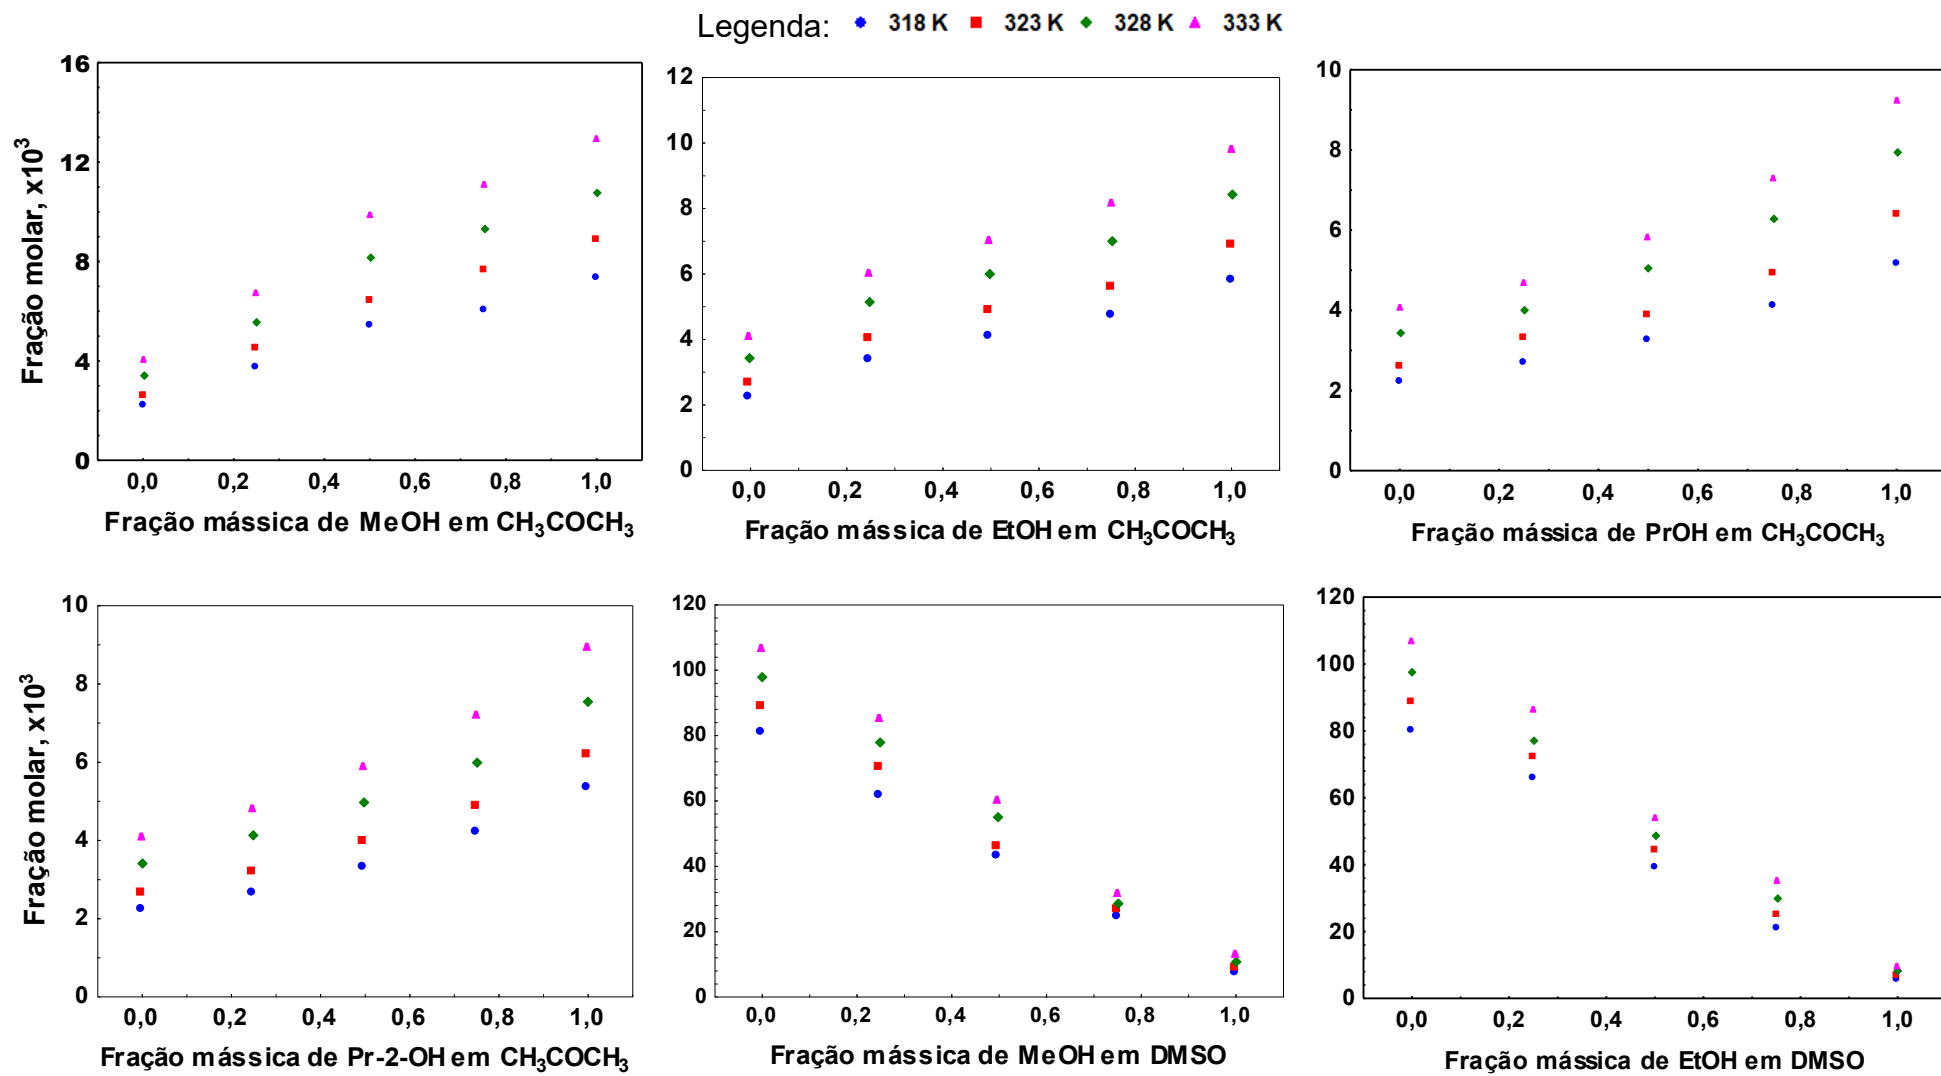 Legenda: 318 K 323 K 328 K 333 K
Fração molar, x10³
16
12
8
4
0
0,0 0,2 0,4 0,6 0,8 1,0
Fração mássica de MeOH em CH₃COCH₃
12
10
8
6
4
2
0
0,0 0,2 0,4 0,6 0,8 1,0
Fração mássica de EtOH em CH₃COCH₃
10
8
6
4
2
0
0,0 0,2 0,4 0,6 0,8 1,0
Fração mássica de PrOH em CH₃COCH₃
Fração molar, x10³
10
8
6
4
2
0
0,0 0,2 0,4 0,6 0,8 1,0
Fração mássica de Pr-2-OH em CH₃COCH₃
120
100
80
60
40
20
0
0,0 0,2 0,4 0,6 0,8 1,0
Fração mássica de MeOH em DMSO
120
100
80
60
40
20
0
0,0 0,2 0,4 0,6 0,8 1,0
Fração mássica de EtOH em DMSO